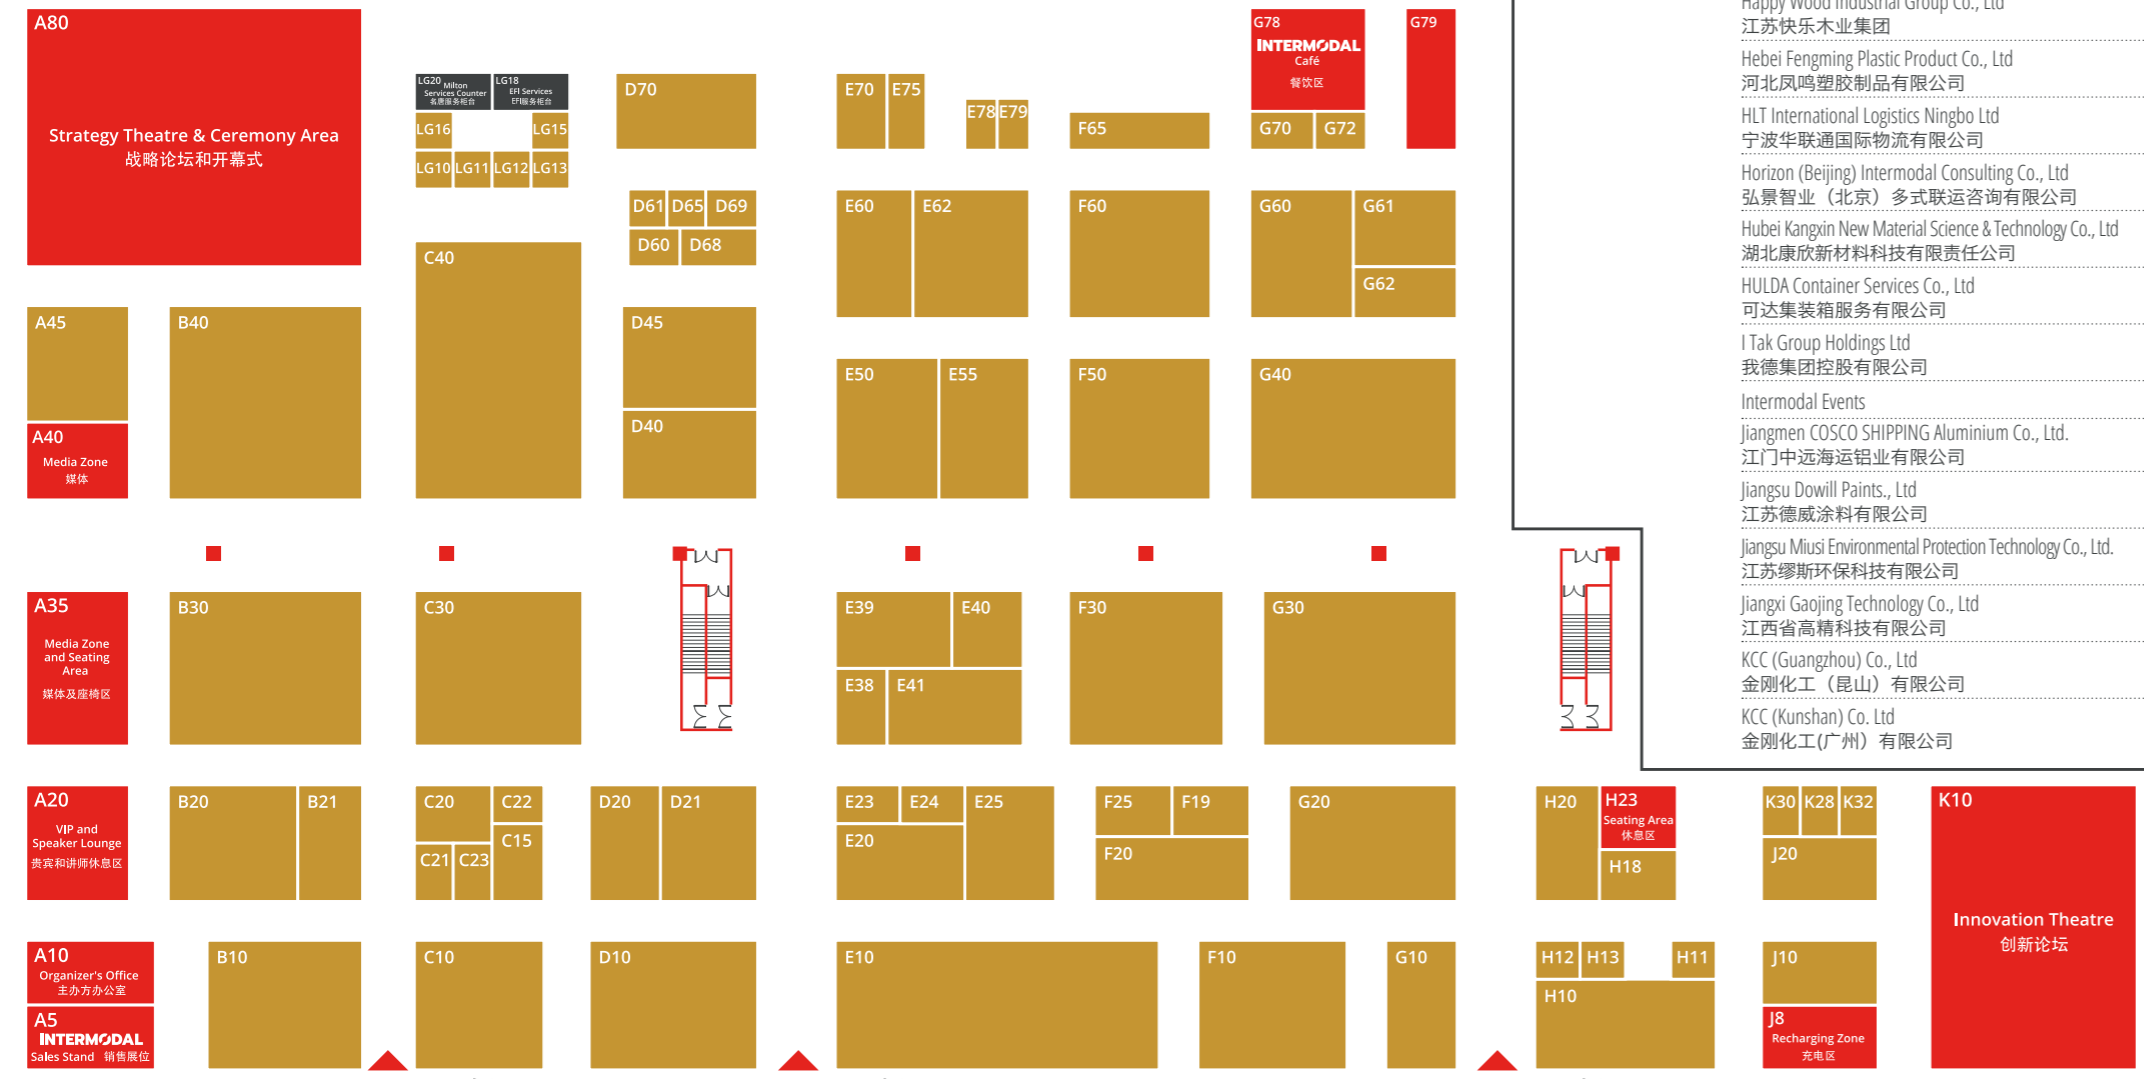 A80
Strategy Theatre & Ceremony Area
战略论坛和开幕式
LG20
Milton
Services Counter
名唐服务柜台
LG18
EFI Services
EFI服务柜台
LG16
LG15
LG10
LG11
LG12
LG13
D70
E70
E75
E78
E79
F65
G78
INTERMODAL
Café
餐饮区
G70
G72
G79
D61
D65
D69
D60
D68
E60
E62
F60
G60
G61
G62
C40
A45
B40
D45
D40
A40
Media Zone
媒体
E50
E55
F50
G40
A35
Media Zone
and Seating
Area
媒体及座椅区
B30
C30
E39
E40
E38
E41
F30
G30
A20
VIP and
Speaker Lounge
贵宾和讲师休息区
B20
B21
C20
C22
C15
C21
C23
D20
D21
E23
E24
E25
E20
F25
F19
F20
G20
H20
H23
Seating Area
休息区
H18
K30
K28
K32
J20
K10
Innovation Theatre
创新论坛
A10
Organizer's Office
主办方办公室
A5
INTERMODAL
Sales Stand 销售展位
B10
C10
D10
E10
F10
G10
H12
H13
H11
H10
J10
J8
Recharging Zone
充电区
Happy Wood Industrial Group Co., Ltd
江苏快乐木业集团
Hebei Fengming Plastic Product Co., Ltd
河北凤鸣塑胶制品有限公司
HLT International Logistics Ningbo Ltd
宁波华联通国际物流有限公司
Horizon (Beijing) Intermodal Consulting Co., Ltd
弘景智业（北京）多式联运咨询有限公司
Hubei Kangxin New Material Science & Technology Co., Ltd
湖北康欣新材料科技有限责任公司
HULDA Container Services Co., Ltd
可达集装箱服务有限公司
I Tak Group Holdings Ltd
我德集团控股有限公司
Intermodal Events
Jiangmen COSCO SHIPPING Aluminium Co., Ltd.
江门中远海运铝业有限公司
Jiangsu Dowill Paints., Ltd
江苏德威涂料有限公司
Jiangsu Miusi Environmental Protection Technology Co., Ltd.
江苏缪斯环保科技有限公司
Jiangxi Gaojing Technology Co., Ltd
江西省高精科技有限公司
KCC (Guangzhou) Co., Ltd
金刚化工（昆山）有限公司
KCC (Kunshan) Co. Ltd
金刚化工(广州）有限公司